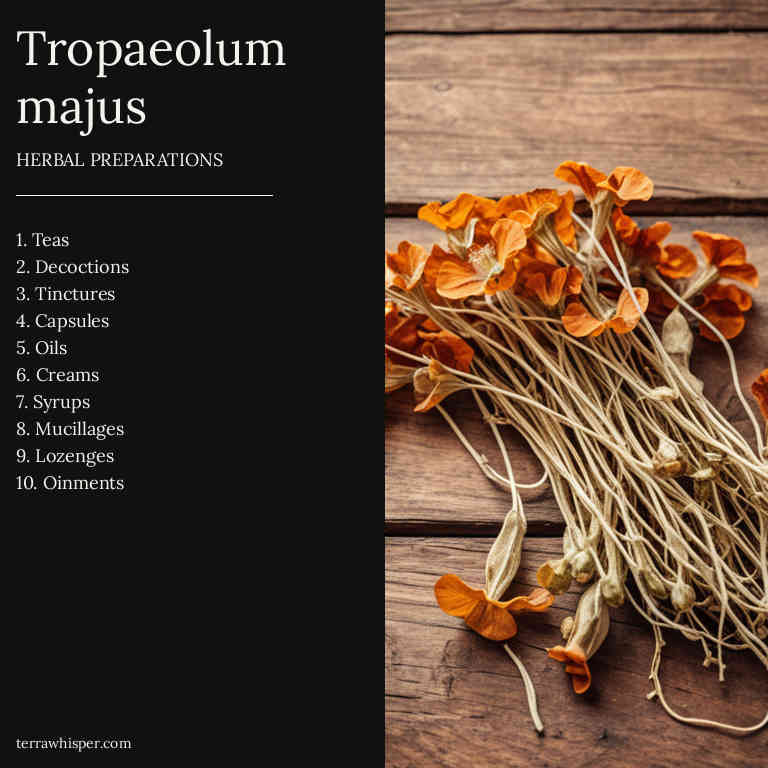 Tropaeolum
majus
HERBAL PREPARATIONS
1. Teas
2. Decoctions
3. Tinctures
4. Capsules
5. Oils
6. Creams
7. Syrups
8. Mucillages
9. Lozenges
10. Oinments
terrawhisper.com